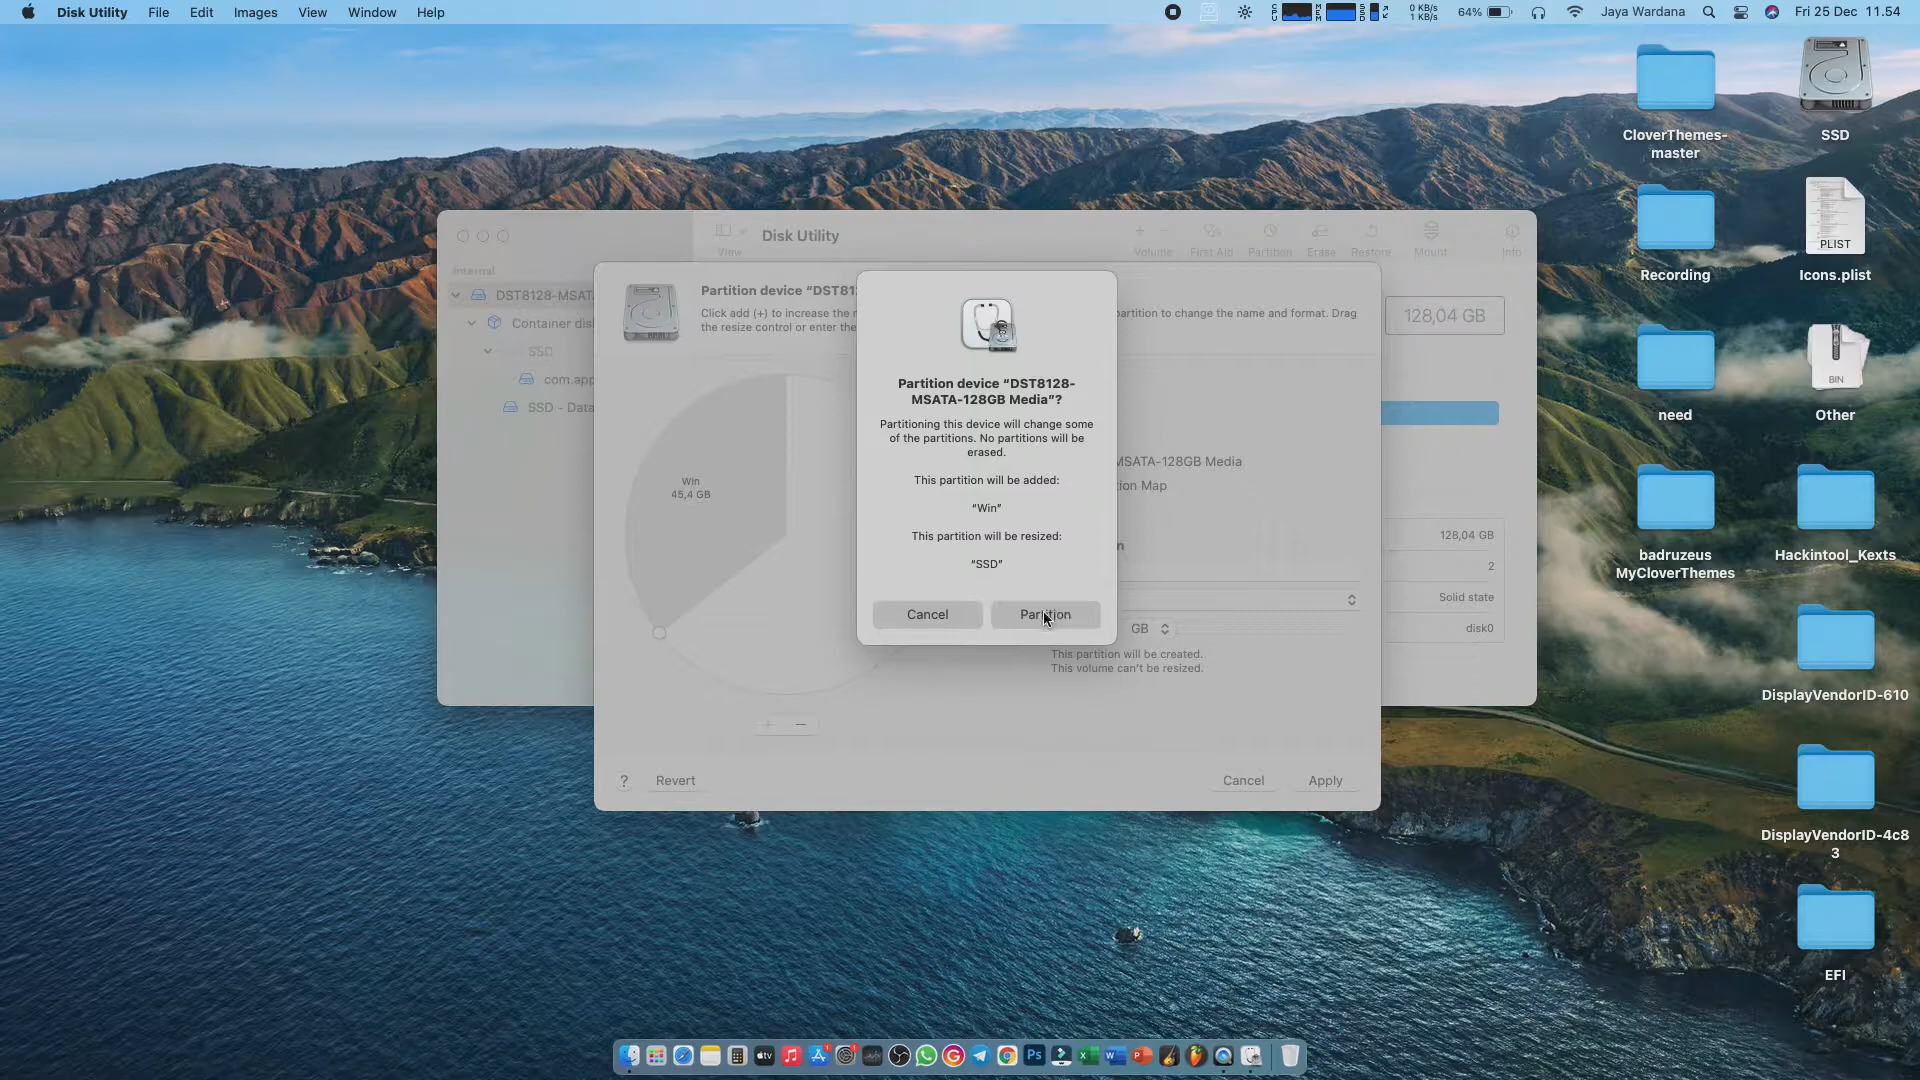 Disk Utility File Edit Images View Window Help
CPU MEM SSD 0 KB/s 1 KB/s 64% Jaya Wardana Fri 25 Dec 11.54
CloverThemes-
master
SSD
PLIST
Recording
Icons.plist
BIN
need
Other
badruzeus
MyCloverThemes
Hackintool_Kexts
DisplayVendorID-610
DisplayVendorID-4c8
3
EFI
Disk Utility
View
Volume First Aid Partition Erase Restore Mount Info
Internal
DST8128-MSAT
Container dis
SSD
com.app
SSD - Data
128,04 GB
MSATA-128GB Media
tion Map
128,04 GB
2
Solid state
disk0
Partition device “DST81
Click add (+) to increase the
partition to change the name and format. Drag
the resize control or enter the
Win
45,4 GB
GB
This partition will be created.
This volume can't be resized.
+ −
? Revert Cancel Apply
Partition device “DST8128-
MSATA-128GB Media”?
Partitioning this device will change some
of the partitions. No partitions will be
erased.
This partition will be added:
“Win”
This partition will be resized:
“SSD”
Cancel Partition